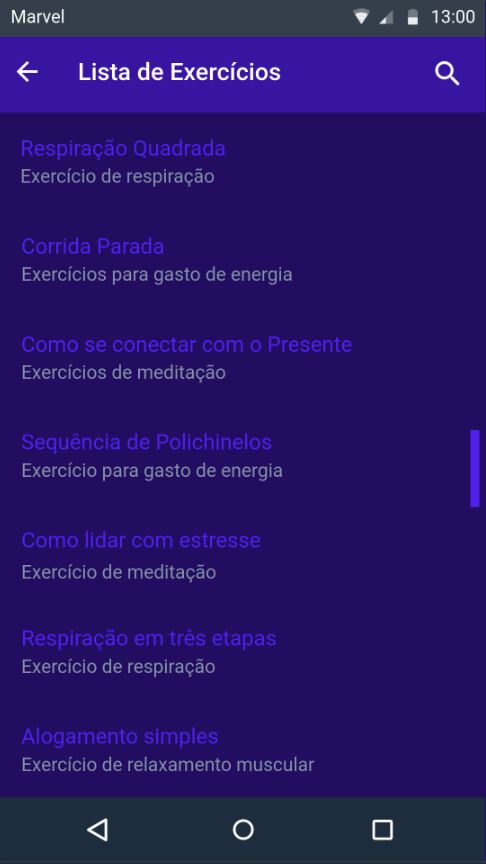 Marvel 13:00
Lista de Exercícios
Respiração Quadrada
Exercício de respiração
Corrida Parada
Exercícios para gasto de energia
Como se conectar com o Presente
Exercícios de meditação
Sequência de Polichinelos
Exercício para gasto de energia
Como lidar com estresse
Exercício de meditação
Respiração em três etapas
Exercício de respiração
Alogamento simples
Exercício de relaxamento muscular